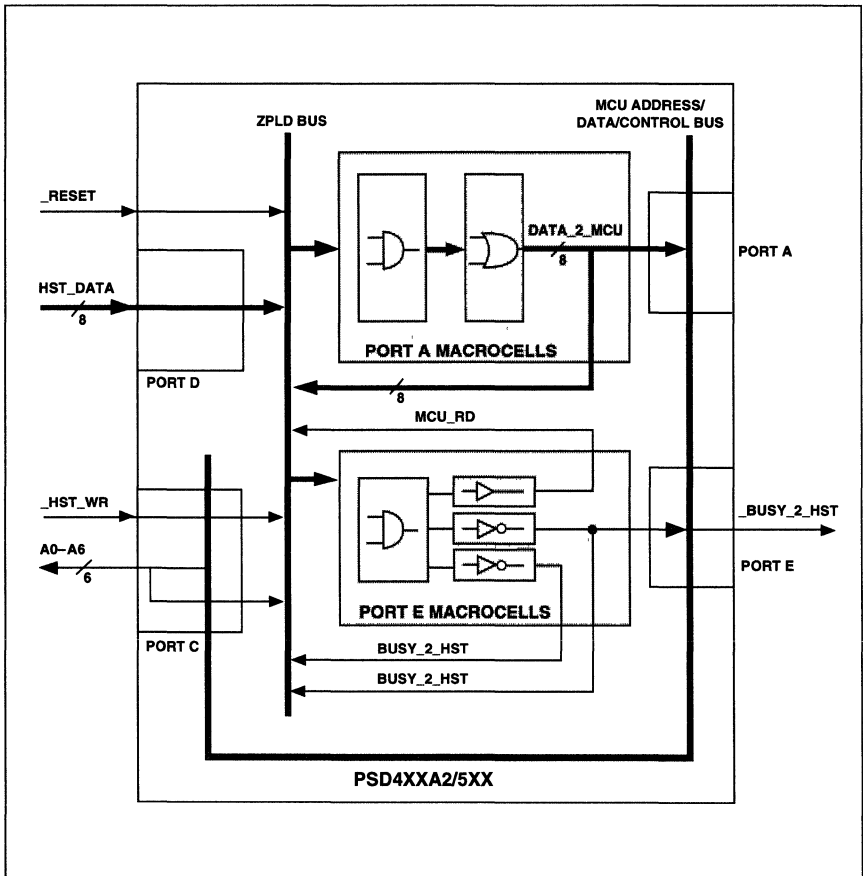 MCU ADDRESS/
DATA/CONTROL BUS
ZPLD BUS
_RESET
DATA_2_MCU
8
PORT A
HST_DATA
8
PORT A MACROCELLS
PORT D
8
MCU_RD
_HST_WR
_BUSY_2_HST
A0–A6
6
PORT E
PORT E MACROCELLS
PORT C
BUSY_2_HST
BUSY_2_HST
PSD4XXA2/5XX